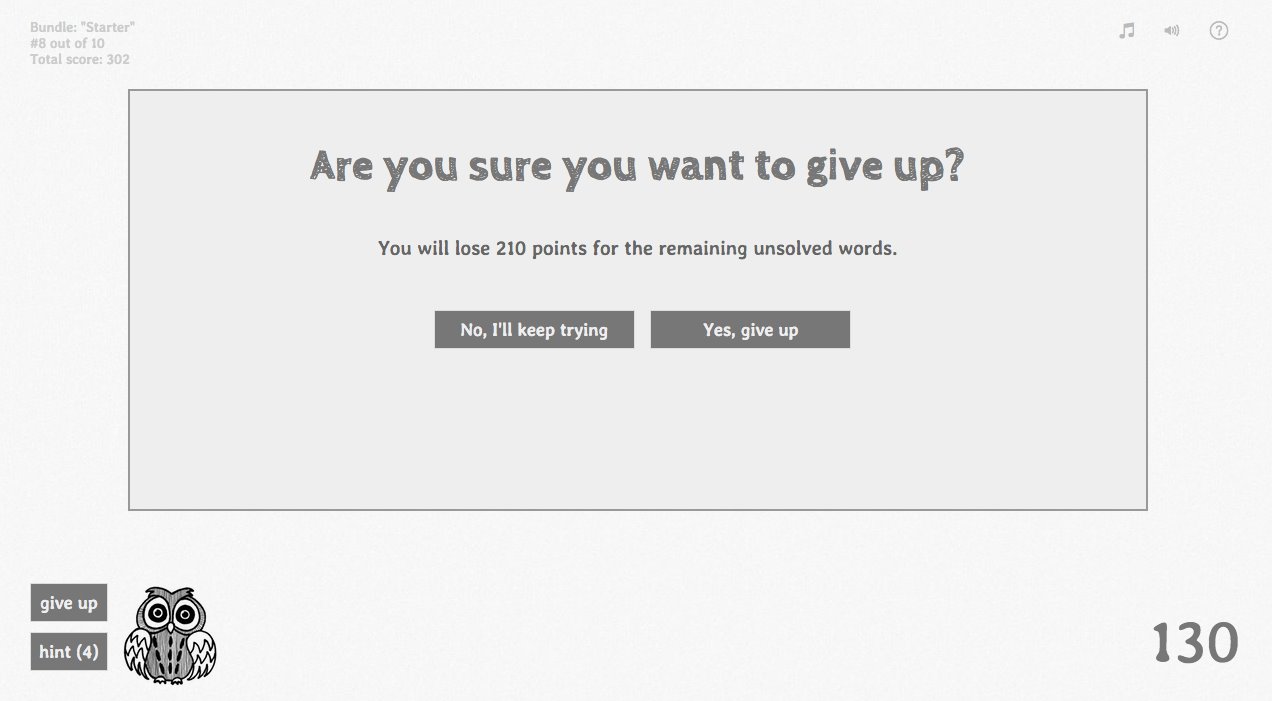 Bundle: "Starter"
#8 out of 10
Total score: 302
?
Are you sure you want to give up?
You will lose 210 points for the remaining unsolved words.
No, I'll keep trying
Yes, give up
give up
hint (4)
130